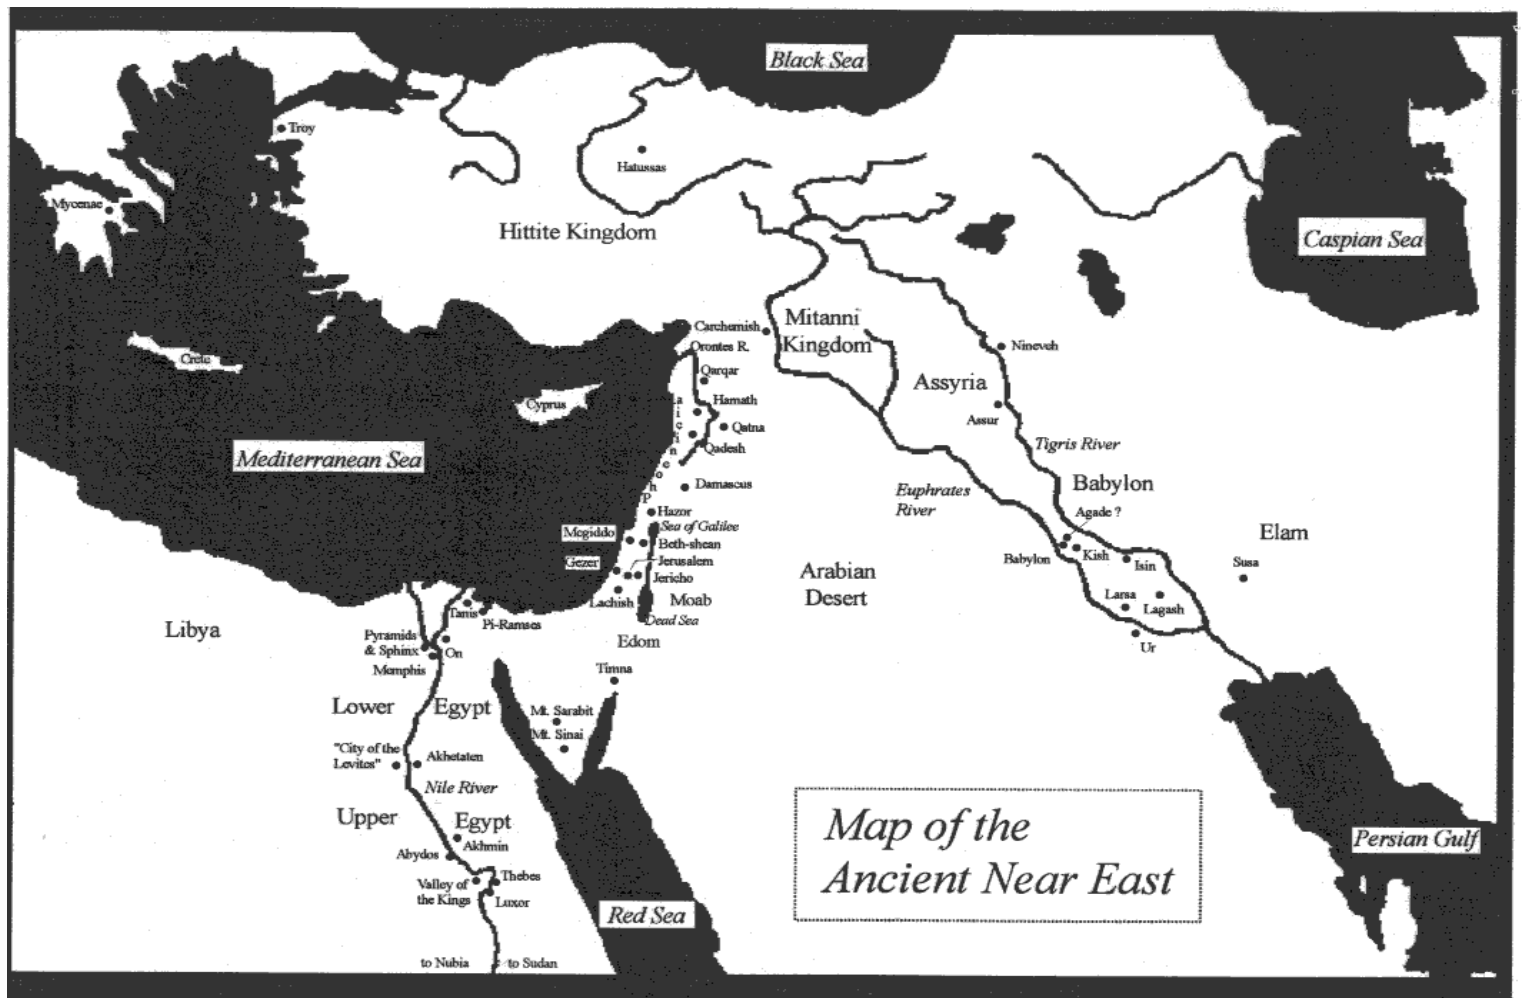 Black Sea
Troy
Hatussas
Mycenae
Hittite Kingdom
Caspian Sea
Mitanni
Kingdom
Carchemish
Orontes R.
Nineveh
Crete
Qarqar
Assyria
Cyprus
Hamath
Assur
Qatna
Qadesh
Phoenicia
Mediterranean Sea
Tigris River
Damascus
Babylon
Euphrates
River
Agade ?
Hazor
Sea of Galilee
Megiddo
Beth-shean
Elam
Gezer
Jerusalem
Babylon
Kish
Isin
Susa
Jericho
Arabian
Desert
Lachish
Moab
Larsa
Lagash
Dead Sea
Tanis
Pi-Ramses
Libya
Edom
Ur
Pyramids
& Sphinx
On
Memphis
Timna
Lower
Egypt
Mt. Sarabit
Mt. Sinai
"City of the
Levites"
Akhetaten
Nile River
Upper
Egypt
Map of the
Ancient Near East
Persian Gulf
Akhmin
Abydos
Valley of
the Kings
Thebes
Luxor
Red Sea
to Nubia
to Sudan